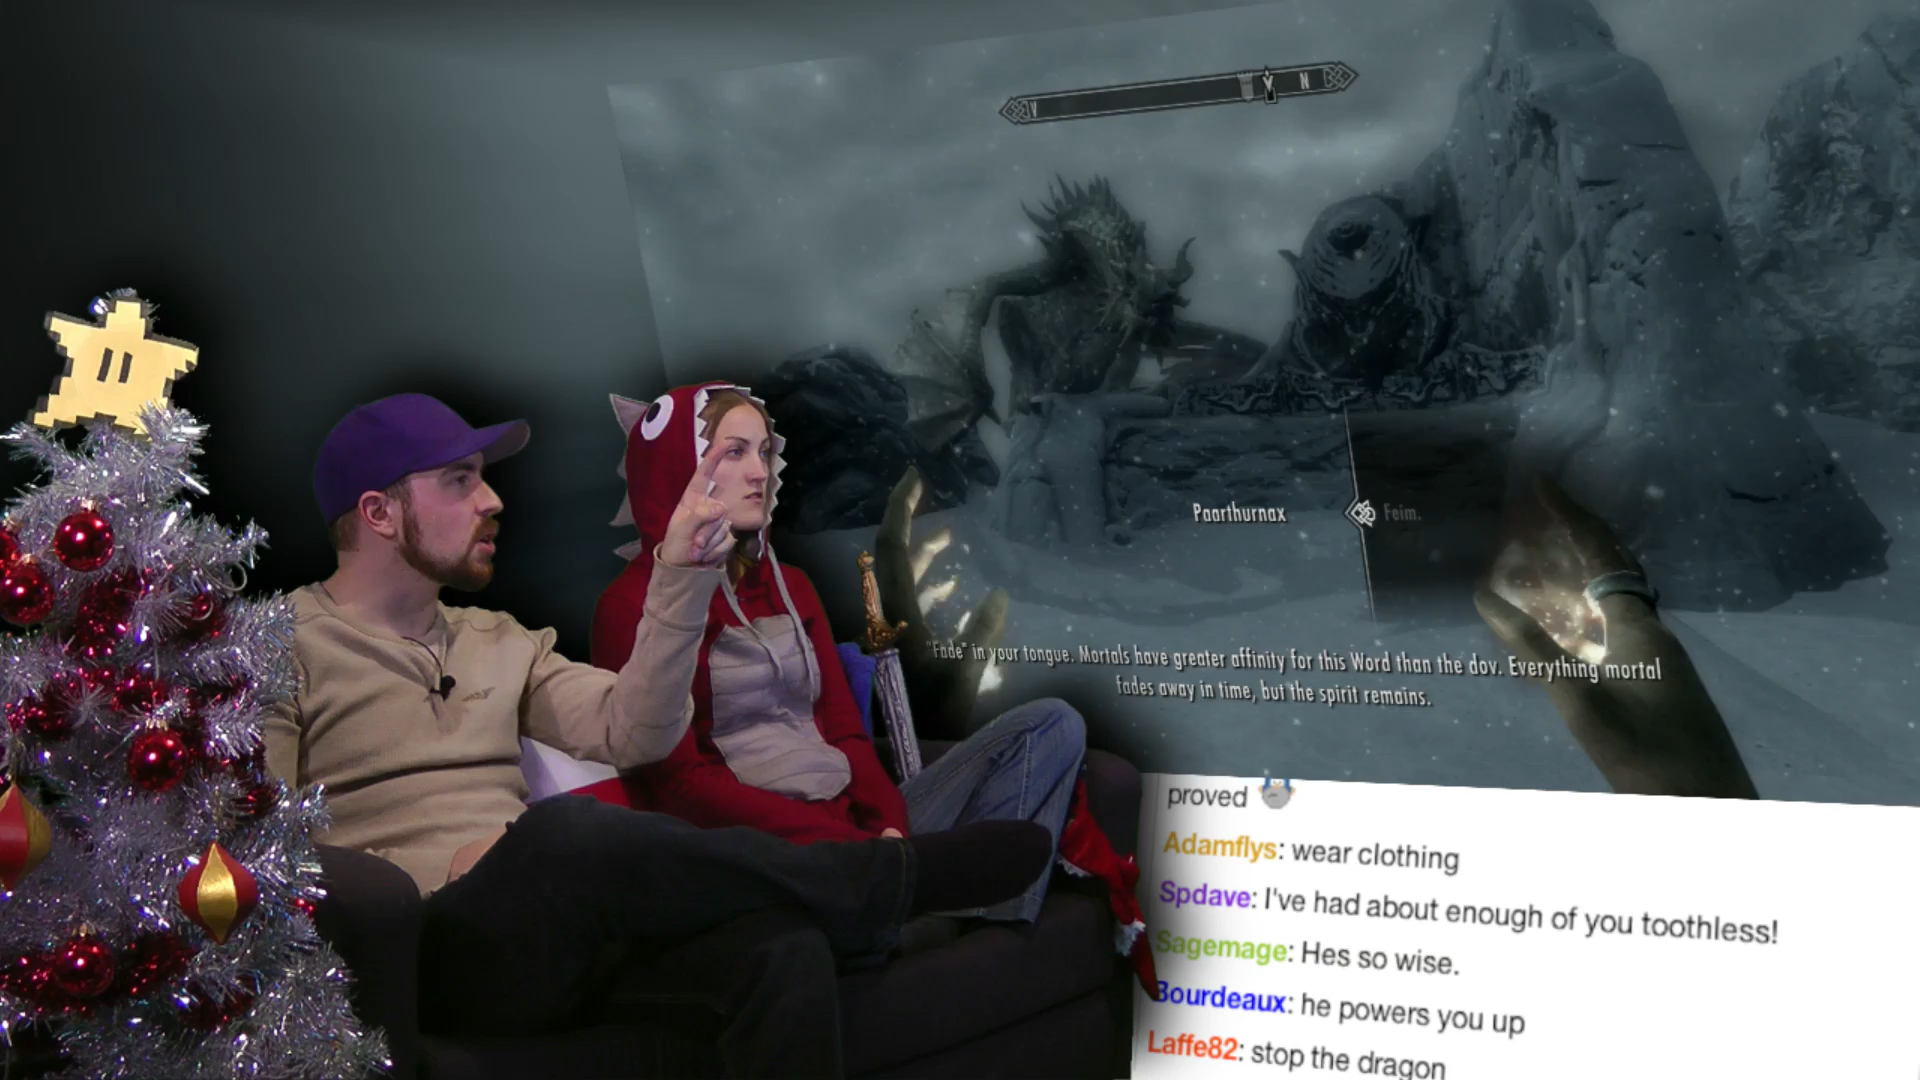 V N
Paarthurnax
Feim.
"Fade" in your tongue. Mortals have greater affinity for this Word than the dov. Everything mortal
fades away in time, but the spirit remains.
proved
Adamflys: wear clothing
Spdave: I've had about enough of you toothless!
Sagemage: Hes so wise.
Bourdeaux: he powers you up
Laffe82: stop the dragon